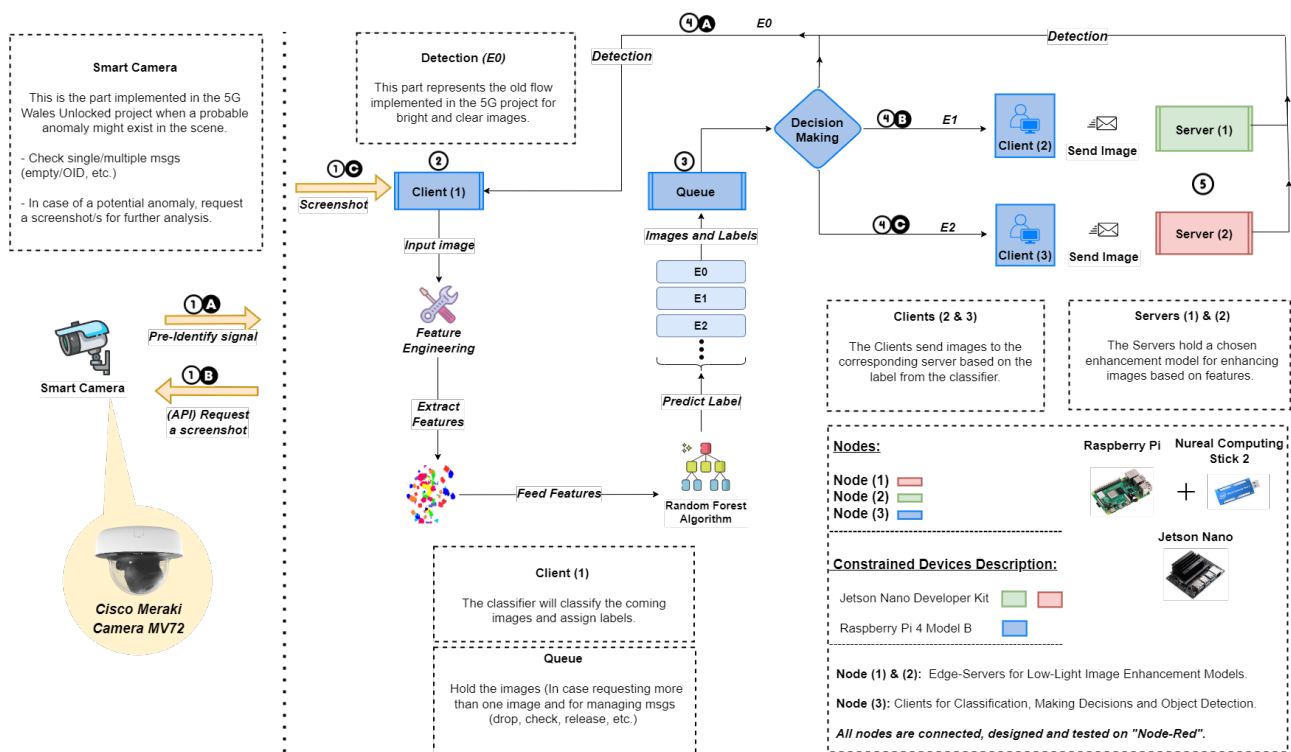 Smart Camera
This is the part implemented in the 5G
Wales Unlocked project when a probable
anomaly might exist in the scene.
- Check single/multiple msgs
(empty/OID, etc.)
- In case of a potential anomaly, request
a screenshot/s for further analysis.
1 A
Pre-Identify signal
1 B
(API) Request
a screenshot
Smart Camera
Cisco Meraki
Camera MV72
Detection (E0)
This part represents the old flow
implemented in the 5G project for
bright and clear images.
1 C
Screenshot
2
Client (1)
Input image
Feature
Engineering
Extract
Features
Feed Features
Random Forest
Algorithm
Predict Label
E0
E1
E2
Images and Labels
3
Queue
Decision
Making
4 A
E0
Detection
Detection
4 B
E1
Client (2)
Send Image
Server (1)
5
4 C
E2
Client (3)
Send Image
Server (2)
Clients (2 & 3)
The Clients send images to the
corresponding server based on the
label from the classifier.
Servers (1) & (2)
The Servers hold a chosen
enhancement model for enhancing
images based on features.
Client (1)
The classifier will classify the coming
images and assign labels.
Queue
Hold the images (In case requesting more
than one image and for managing msgs
(drop, check, release, etc.)
Nodes:
Node (1)
Node (2)
Node (3)
Raspberry Pi
+
Nureal Computing
Stick 2
Jetson Nano
Constrained Devices Description:
Jetson Nano Developer Kit
Raspberry Pi 4 Model B
Node (1) & (2): Edge-Servers for Low-Light Image Enhancement Models.
Node (3): Clients for Classification, Making Decisions and Object Detection.
All nodes are connected, designed and tested on "Node-Red".